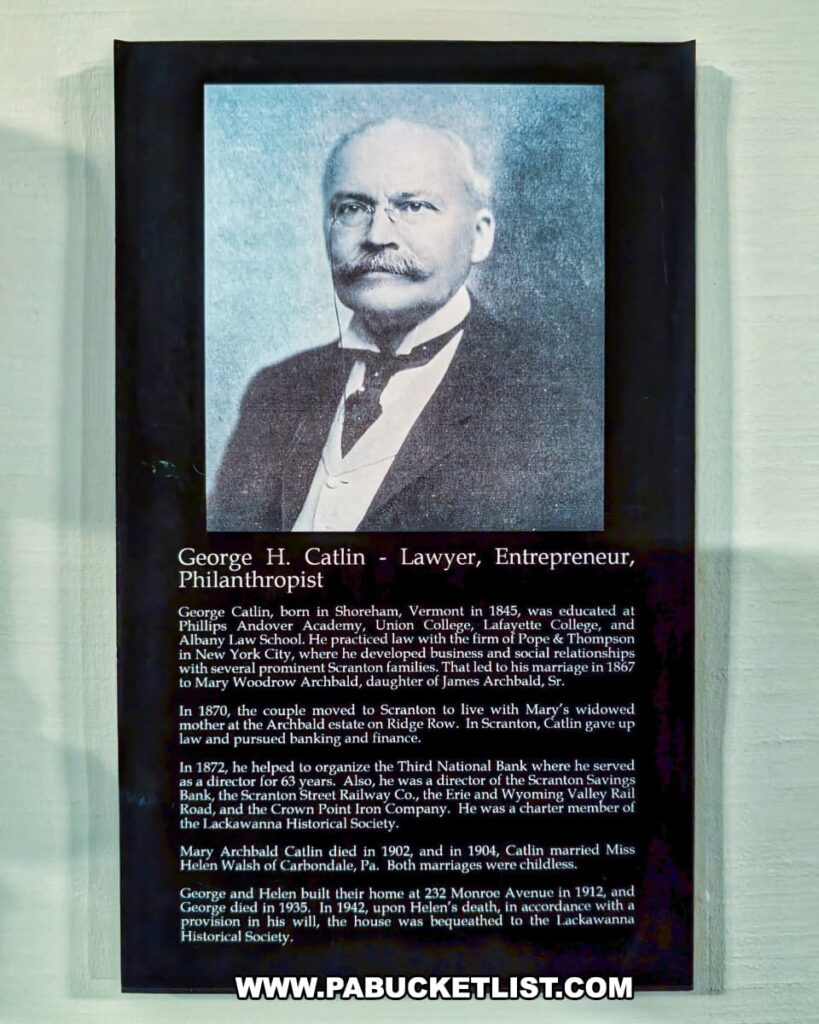 George H. Catlin - Lawyer, Entrepreneur,
Philanthropist
George Catlin, born in Shoreham, Vermont in 1845, was educated at
Phillips Andover Academy, Union College, Lafayette College, and
Albany Law School. He practiced law with the firm of Pope & Thompson
in New York City, where he developed business and social relationships
with several prominent Scranton families. That led to his marriage in 1867
to Mary Woodrow Archbald, daughter of James Archbald, Sr.
In 1870, the couple moved to Scranton to live with Mary's widowed
mother at the Archbald estate on Ridge Row. In Scranton, Catlin gave up
law and pursued banking and finance.
In 1872, he helped to organize the Third National Bank where he served
as a director for 63 years. Also, he was a director of the Scranton Savings
Bank, the Scranton Street Railway Co., the Erie and Wyoming Valley Rail
Road, and the Crown Point Iron Company. He was a charter member of
the Lackawanna Historical Society.
Mary Archbald Catlin died in 1902, and in 1904, Catlin married Miss
Helen Walsh of Carbondale, Pa. Both marriages were childless.
George and Helen built their home at 232 Monroe Avenue in 1912, and
George died in 1935. In 1942, upon Helen's death, in accordance with a
provision in his will, the house was bequeathed to the Lackawanna
Historical Society.
WWW.PABUCKETLIST.COM